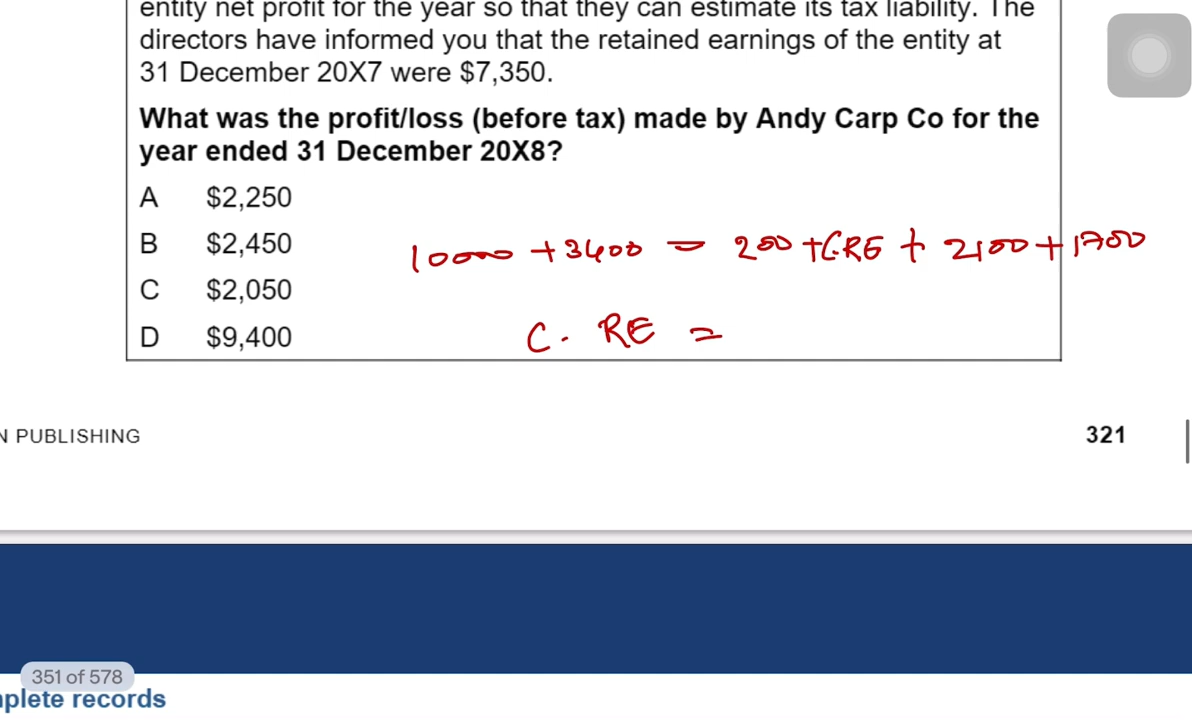 entity net profit for the year so that they can estimate its tax liability. The
directors have informed you that the retained earnings of the entity at
31 December 20X7 were $7,350.
What was the profit/loss (before tax) made by Andy Carp Co for the
year ended 31 December 20X8?
A $2,250
B $2,450
C $2,050
D $9,400
10000 + 3400 = 200 + C.RE + 2100 + 1700
C. RE =
N PUBLISHING
321
351 of 578
plete records